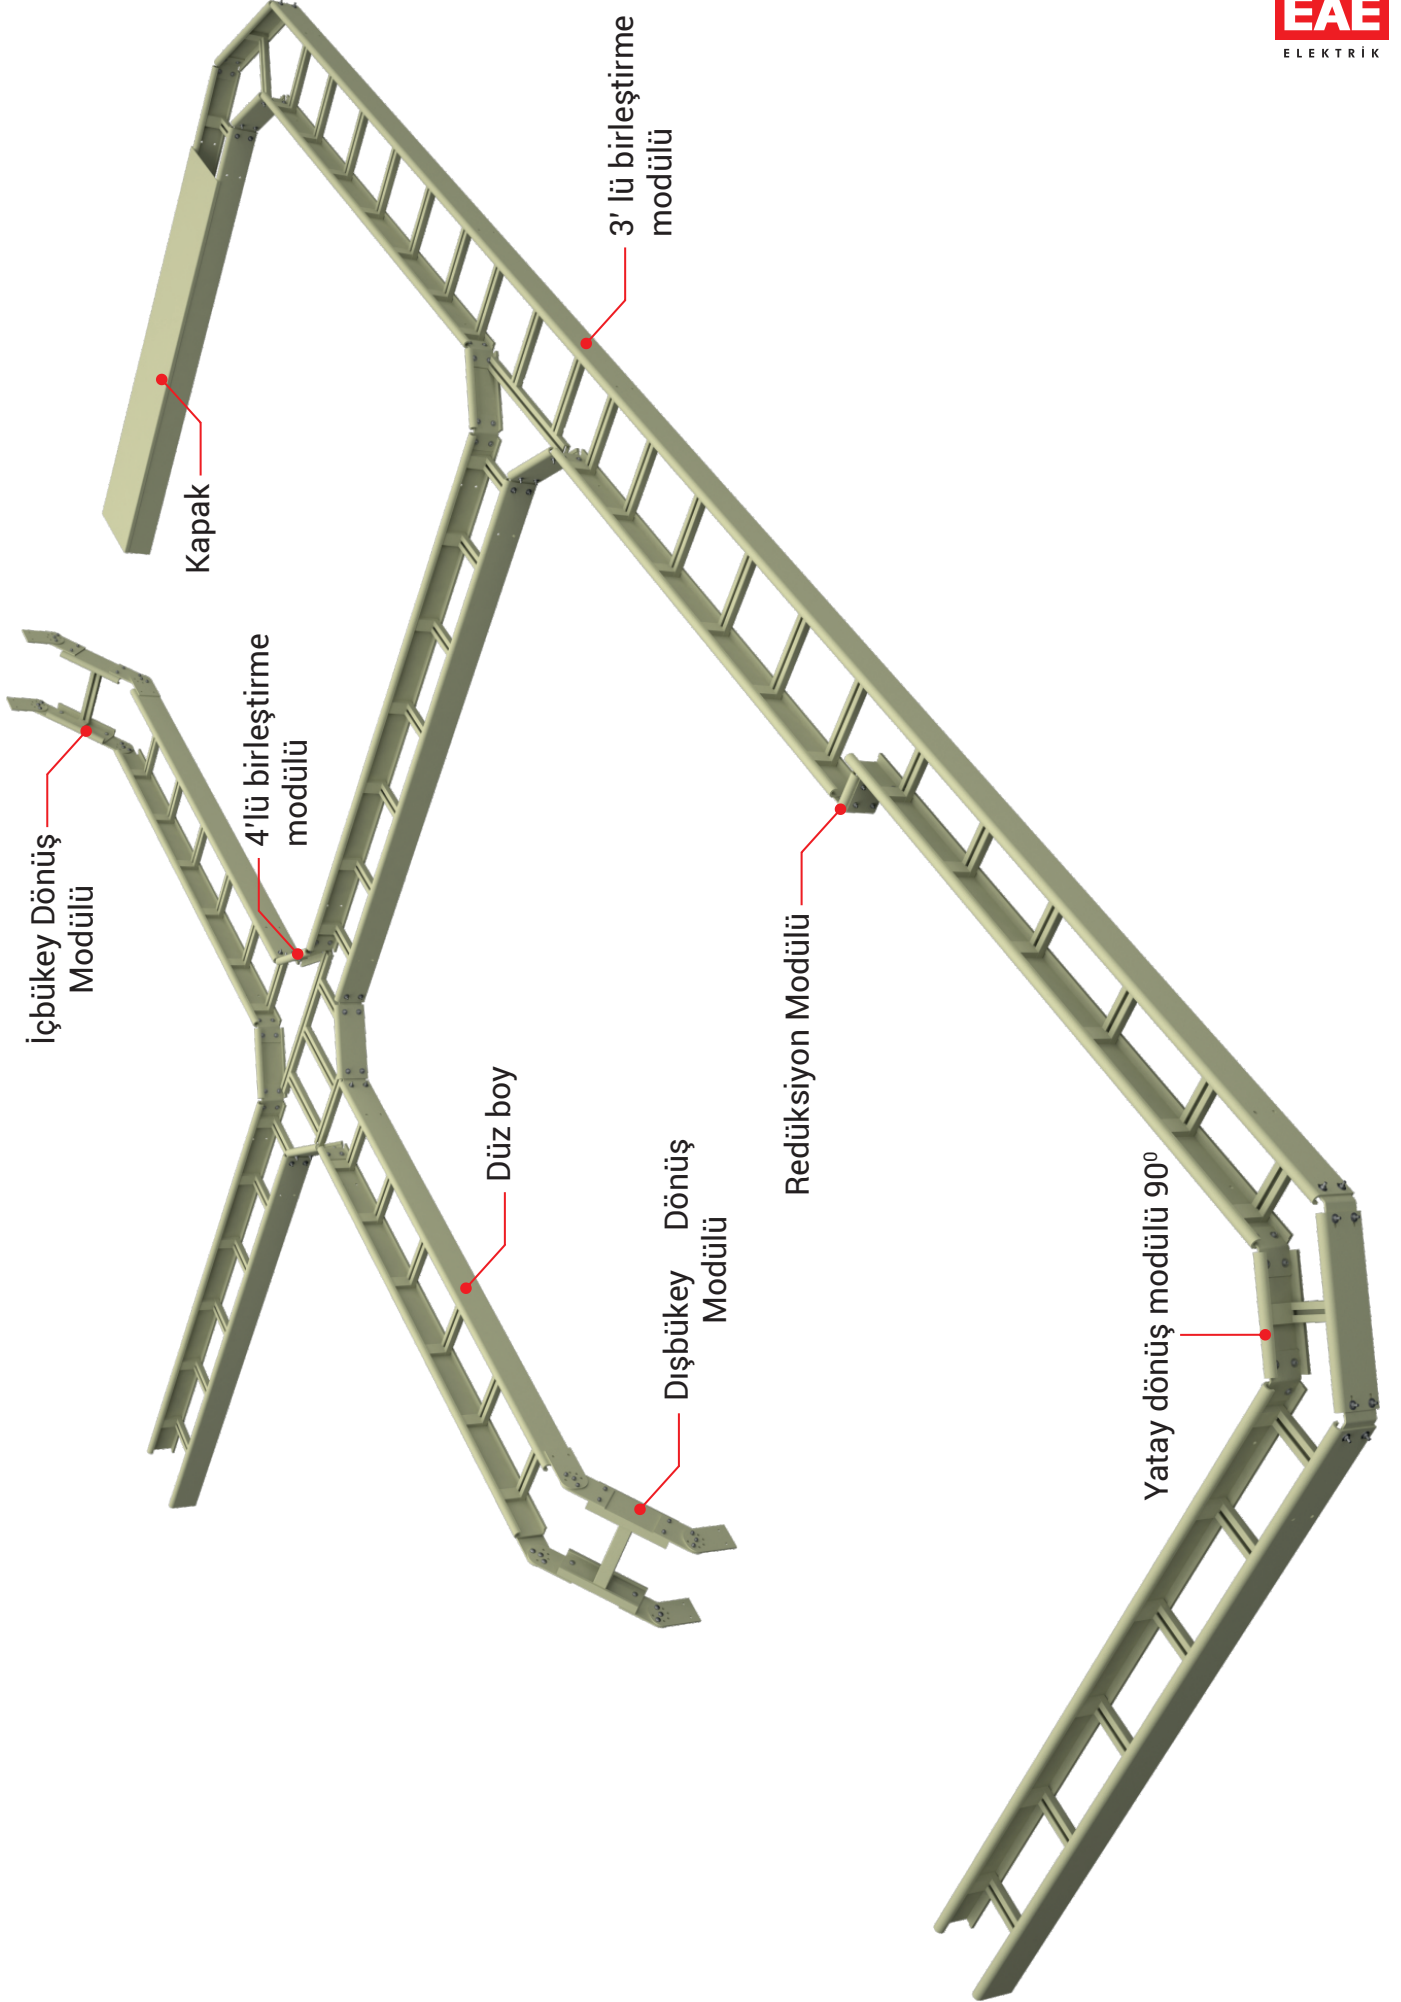 EAE
ELEKTRİK
İçbükey Dönüş
Modülü
4'lü birleştirme
modülü
Kapak
3' lü birleştirme
modülü
Düz boy
Dışbükey Dönüş
Modülü
Redüksiyon Modülü
Yatay dönüş modülü 90⁰